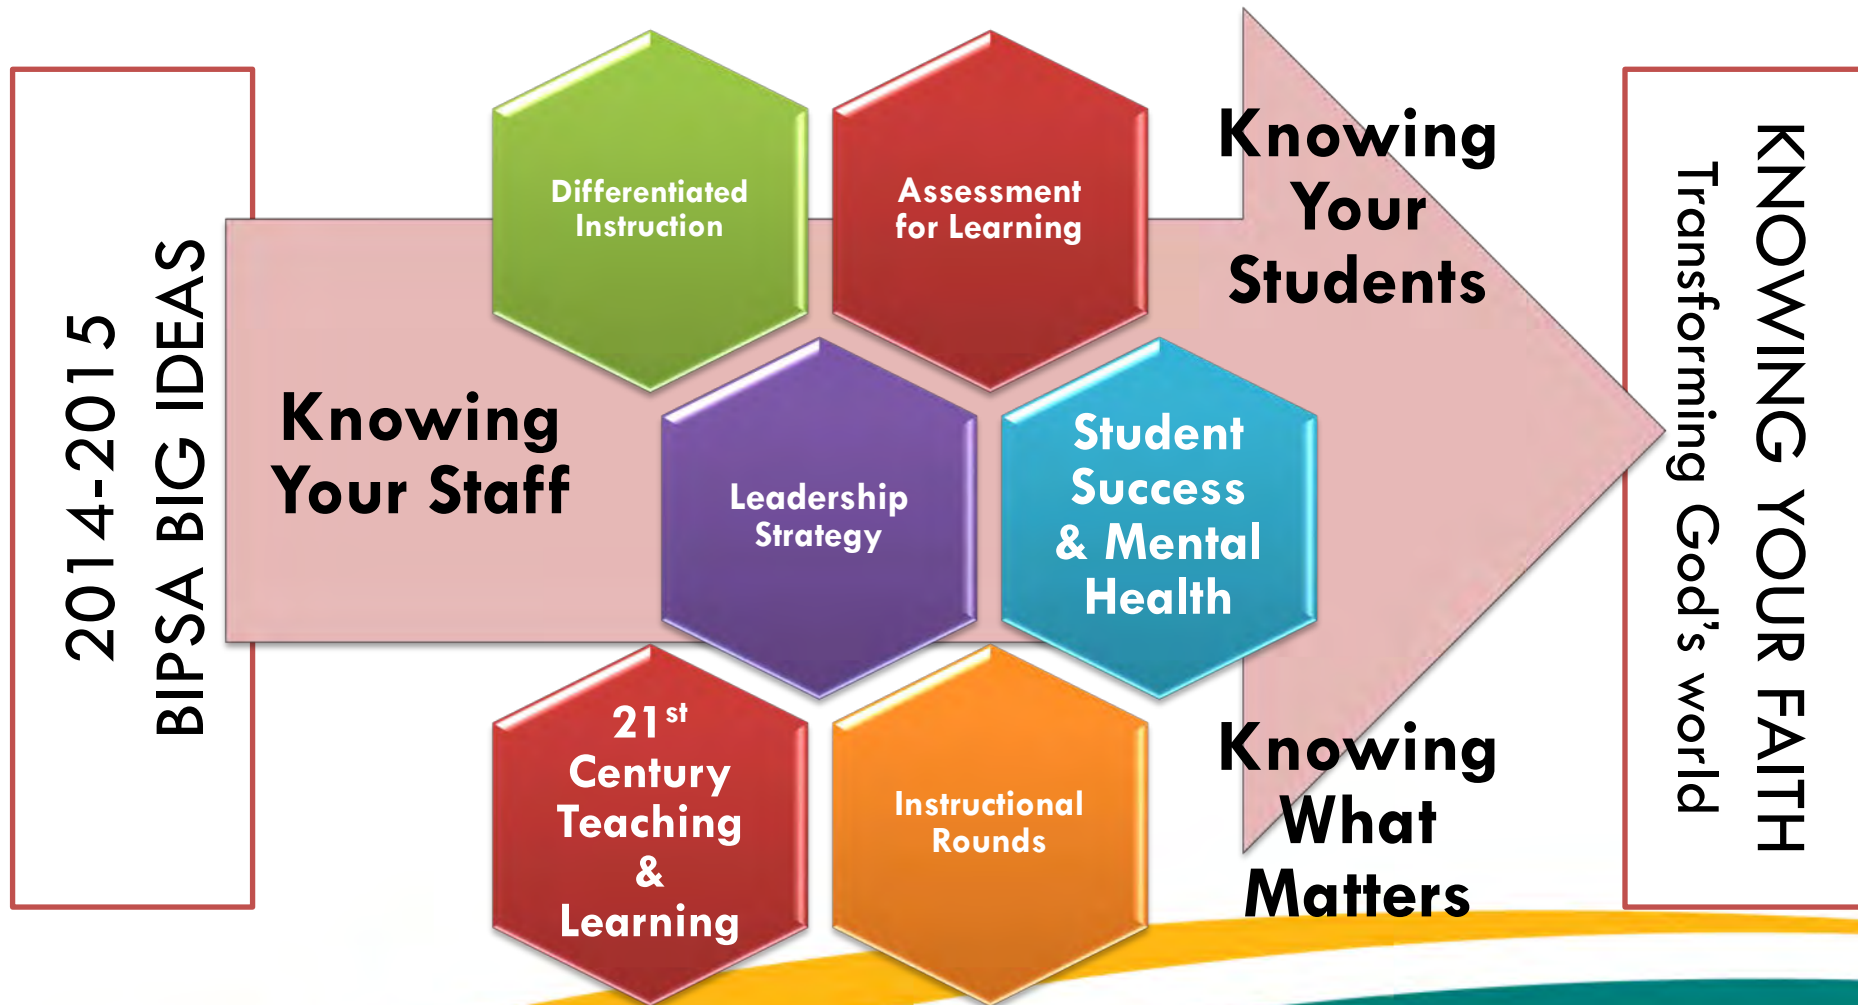 2014-2015
BIPSA BIG IDEAS
Knowing
Your Staff
Differentiated
Instruction
Assessment
for Learning
Leadership
Strategy
Student
Success
& Mental
Health
21st
Century
Teaching
&
Learning
Instructional
Rounds
Knowing
Your
Students
Knowing
What
Matters
KNOWING YOUR FAITH
Transforming God's world